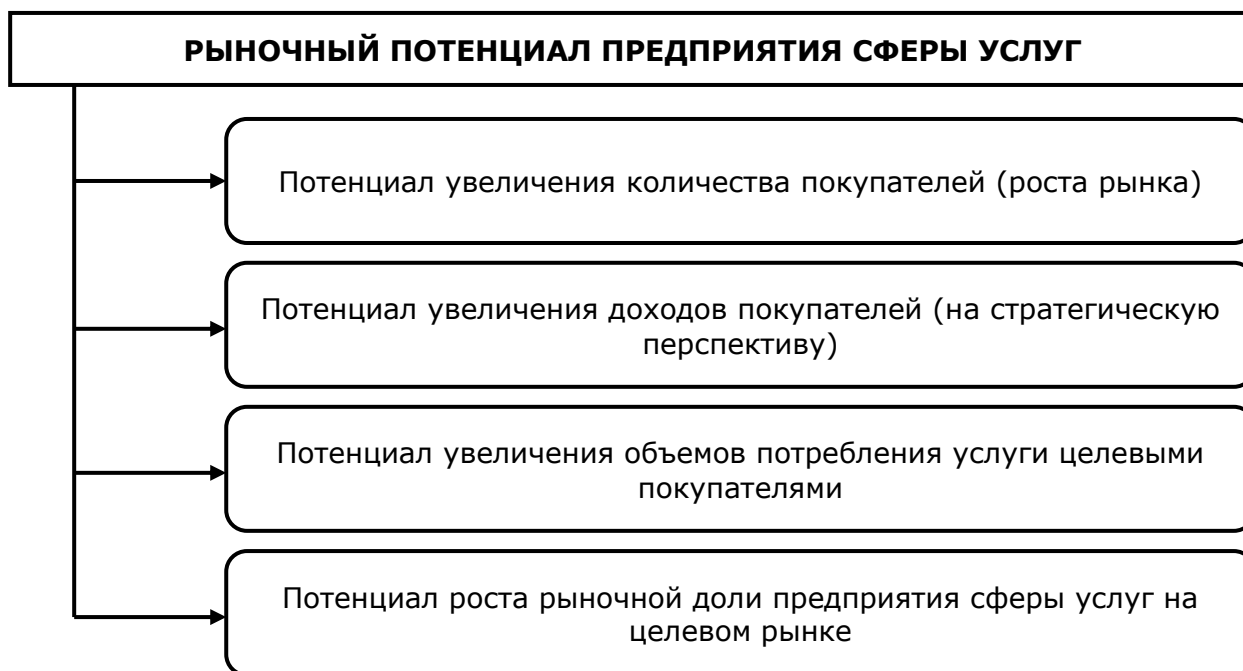 РЫНОЧНЫЙ ПОТЕНЦИАЛ ПРЕДПРИЯТИЯ СФЕРЫ УСЛУГ
Потенциал увеличения количества покупателей (роста рынка)
Потенциал увеличения доходов покупателей (на стратегическую
перспективу)
Потенциал увеличения объемов потребления услуги целевыми
покупателями
Потенциал роста рыночной доли предприятия сферы услуг на
целевом рынке